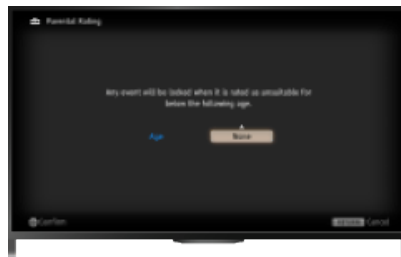 Parental Rating
Any event will be locked when it is rated as unsuitable for
below the following age.
Age
None
Confirm
RETURN Cancel